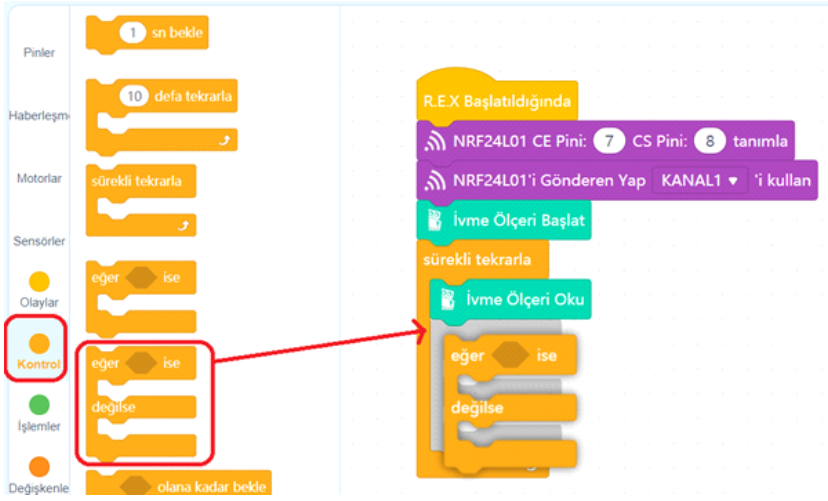 Pinler
Haberleşm
Motorlar
Sensörler
Olaylar
Kontrol
İşlemler
Değişkenle
1 sn bekle
10 defa tekrarla
sürekli tekrarla
eğer ise
eğer ise
değilse
olana kadar bekle
R.E.X Başlatıldığında
NRF24L01 CE Pini: 7 CS Pini: 8 tanımla
NRF24L01'i Gönderen Yap KANAL1 'i kullan
İvme Ölçeri Başlat
sürekli tekrarla
İvme Ölçeri Oku
eğer ise
değilse